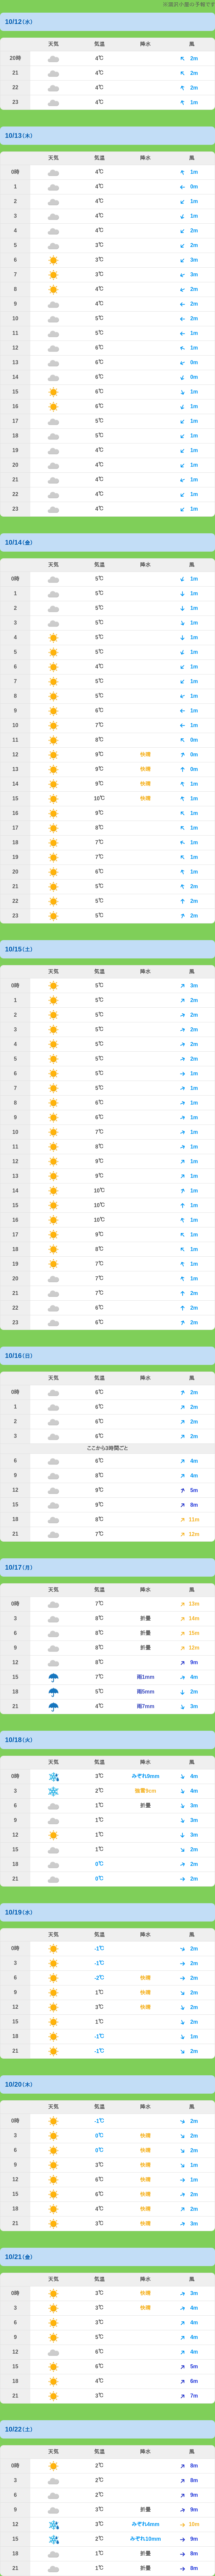 ※涸沢小屋の予報です
10/12(水)
天気 気温 降水 風
20時 4℃ 2m
21 4℃ 2m
22 4℃ 2m
23 4℃ 1m
10/13(木)
天気 気温 降水 風
0時 4℃ 1m
1 4℃ 0m
2 4℃ 1m
3 4℃ 1m
4 4℃ 2m
5 3℃ 2m
6 3℃ 3m
7 3℃ 3m
8 4℃ 2m
9 4℃ 2m
10 5℃ 2m
11 5℃ 1m
12 6℃ 1m
13 6℃ 0m
14 6℃ 0m
15 6℃ 1m
16 6℃ 1m
17 5℃ 1m
18 5℃ 1m
19 4℃ 1m
20 4℃ 1m
21 4℃ 1m
22 4℃ 1m
23 4℃ 1m
10/14(金)
天気 気温 降水 風
0時 5℃ 1m
1 5℃ 1m
2 5℃ 1m
3 5℃ 1m
4 5℃ 1m
5 5℃ 1m
6 4℃ 1m
7 5℃ 1m
8 5℃ 1m
9 6℃ 1m
10 7℃ 1m
11 8℃ 0m
12 9℃ 快晴 0m
13 9℃ 快晴 0m
14 9℃ 快晴 1m
15 10℃ 快晴 1m
16 9℃ 1m
17 8℃ 1m
18 7℃ 1m
19 7℃ 1m
20 6℃ 1m
21 5℃ 2m
22 5℃ 2m
23 5℃ 2m
10/15(土)
天気 気温 降水 風
0時 5℃ 3m
1 5℃ 2m
2 5℃ 2m
3 5℃ 2m
4 5℃ 2m
5 5℃ 2m
6 5℃ 1m
7 5℃ 1m
8 6℃ 1m
9 6℃ 1m
10 7℃ 1m
11 8℃ 1m
12 9℃ 1m
13 9℃ 1m
14 10℃ 1m
15 10℃ 1m
16 10℃ 1m
17 9℃ 1m
18 8℃ 1m
19 7℃ 1m
20 7℃ 1m
21 7℃ 2m
22 6℃ 2m
23 6℃ 2m
10/16(日)
天気 気温 降水 風
0時 6℃ 2m
1 6℃ 2m
2 6℃ 2m
3 6℃ 2m
ここから3時間ごと
6 6℃ 4m
9 8℃ 4m
12 9℃ 5m
15 9℃ 8m
18 8℃ 11m
21 7℃ 12m
10/17(月)
天気 気温 降水 風
0時 7℃ 13m
3 8℃ 折畳 14m
6 8℃ 折畳 15m
9 8℃ 折畳 12m
12 8℃ 9m
15 7℃ 雨1mm 4m
18 5℃ 雨5mm 2m
21 4℃ 雨7mm 3m
10/18(火)
天気 気温 降水 風
0時 3℃ みぞれ9mm 4m
3 2℃ 積雪9cm 4m
6 1℃ 折畳 3m
9 1℃ 3m
12 1℃ 3m
15 1℃ 2m
18 0℃ 2m
21 0℃ 2m
10/19(水)
天気 気温 降水 風
0時 -1℃ 2m
3 -1℃ 2m
6 -2℃ 快晴 2m
9 1℃ 快晴 2m
12 3℃ 快晴 2m
15 1℃ 2m
18 -1℃ 1m
21 -1℃ 2m
10/20(木)
天気 気温 降水 風
0時 -1℃ 2m
3 0℃ 快晴 2m
6 0℃ 快晴 2m
9 3℃ 快晴 1m
12 6℃ 快晴 1m
15 6℃ 快晴 2m
18 4℃ 快晴 2m
21 3℃ 快晴 3m
10/21(金)
天気 気温 降水 風
0時 3℃ 快晴 3m
3 3℃ 快晴 4m
6 3℃ 4m
9 5℃ 4m
12 6℃ 4m
15 6℃ 5m
18 4℃ 6m
21 3℃ 7m
10/22(土)
天気 気温 降水 風
0時 2℃ 8m
3 2℃ 8m
6 2℃ 9m
9 3℃ 折畳 9m
12 3℃ みぞれ4mm 10m
15 2℃ みぞれ10mm 9m
18 1℃ 折畳 9m
21 1℃ 折畳 8m